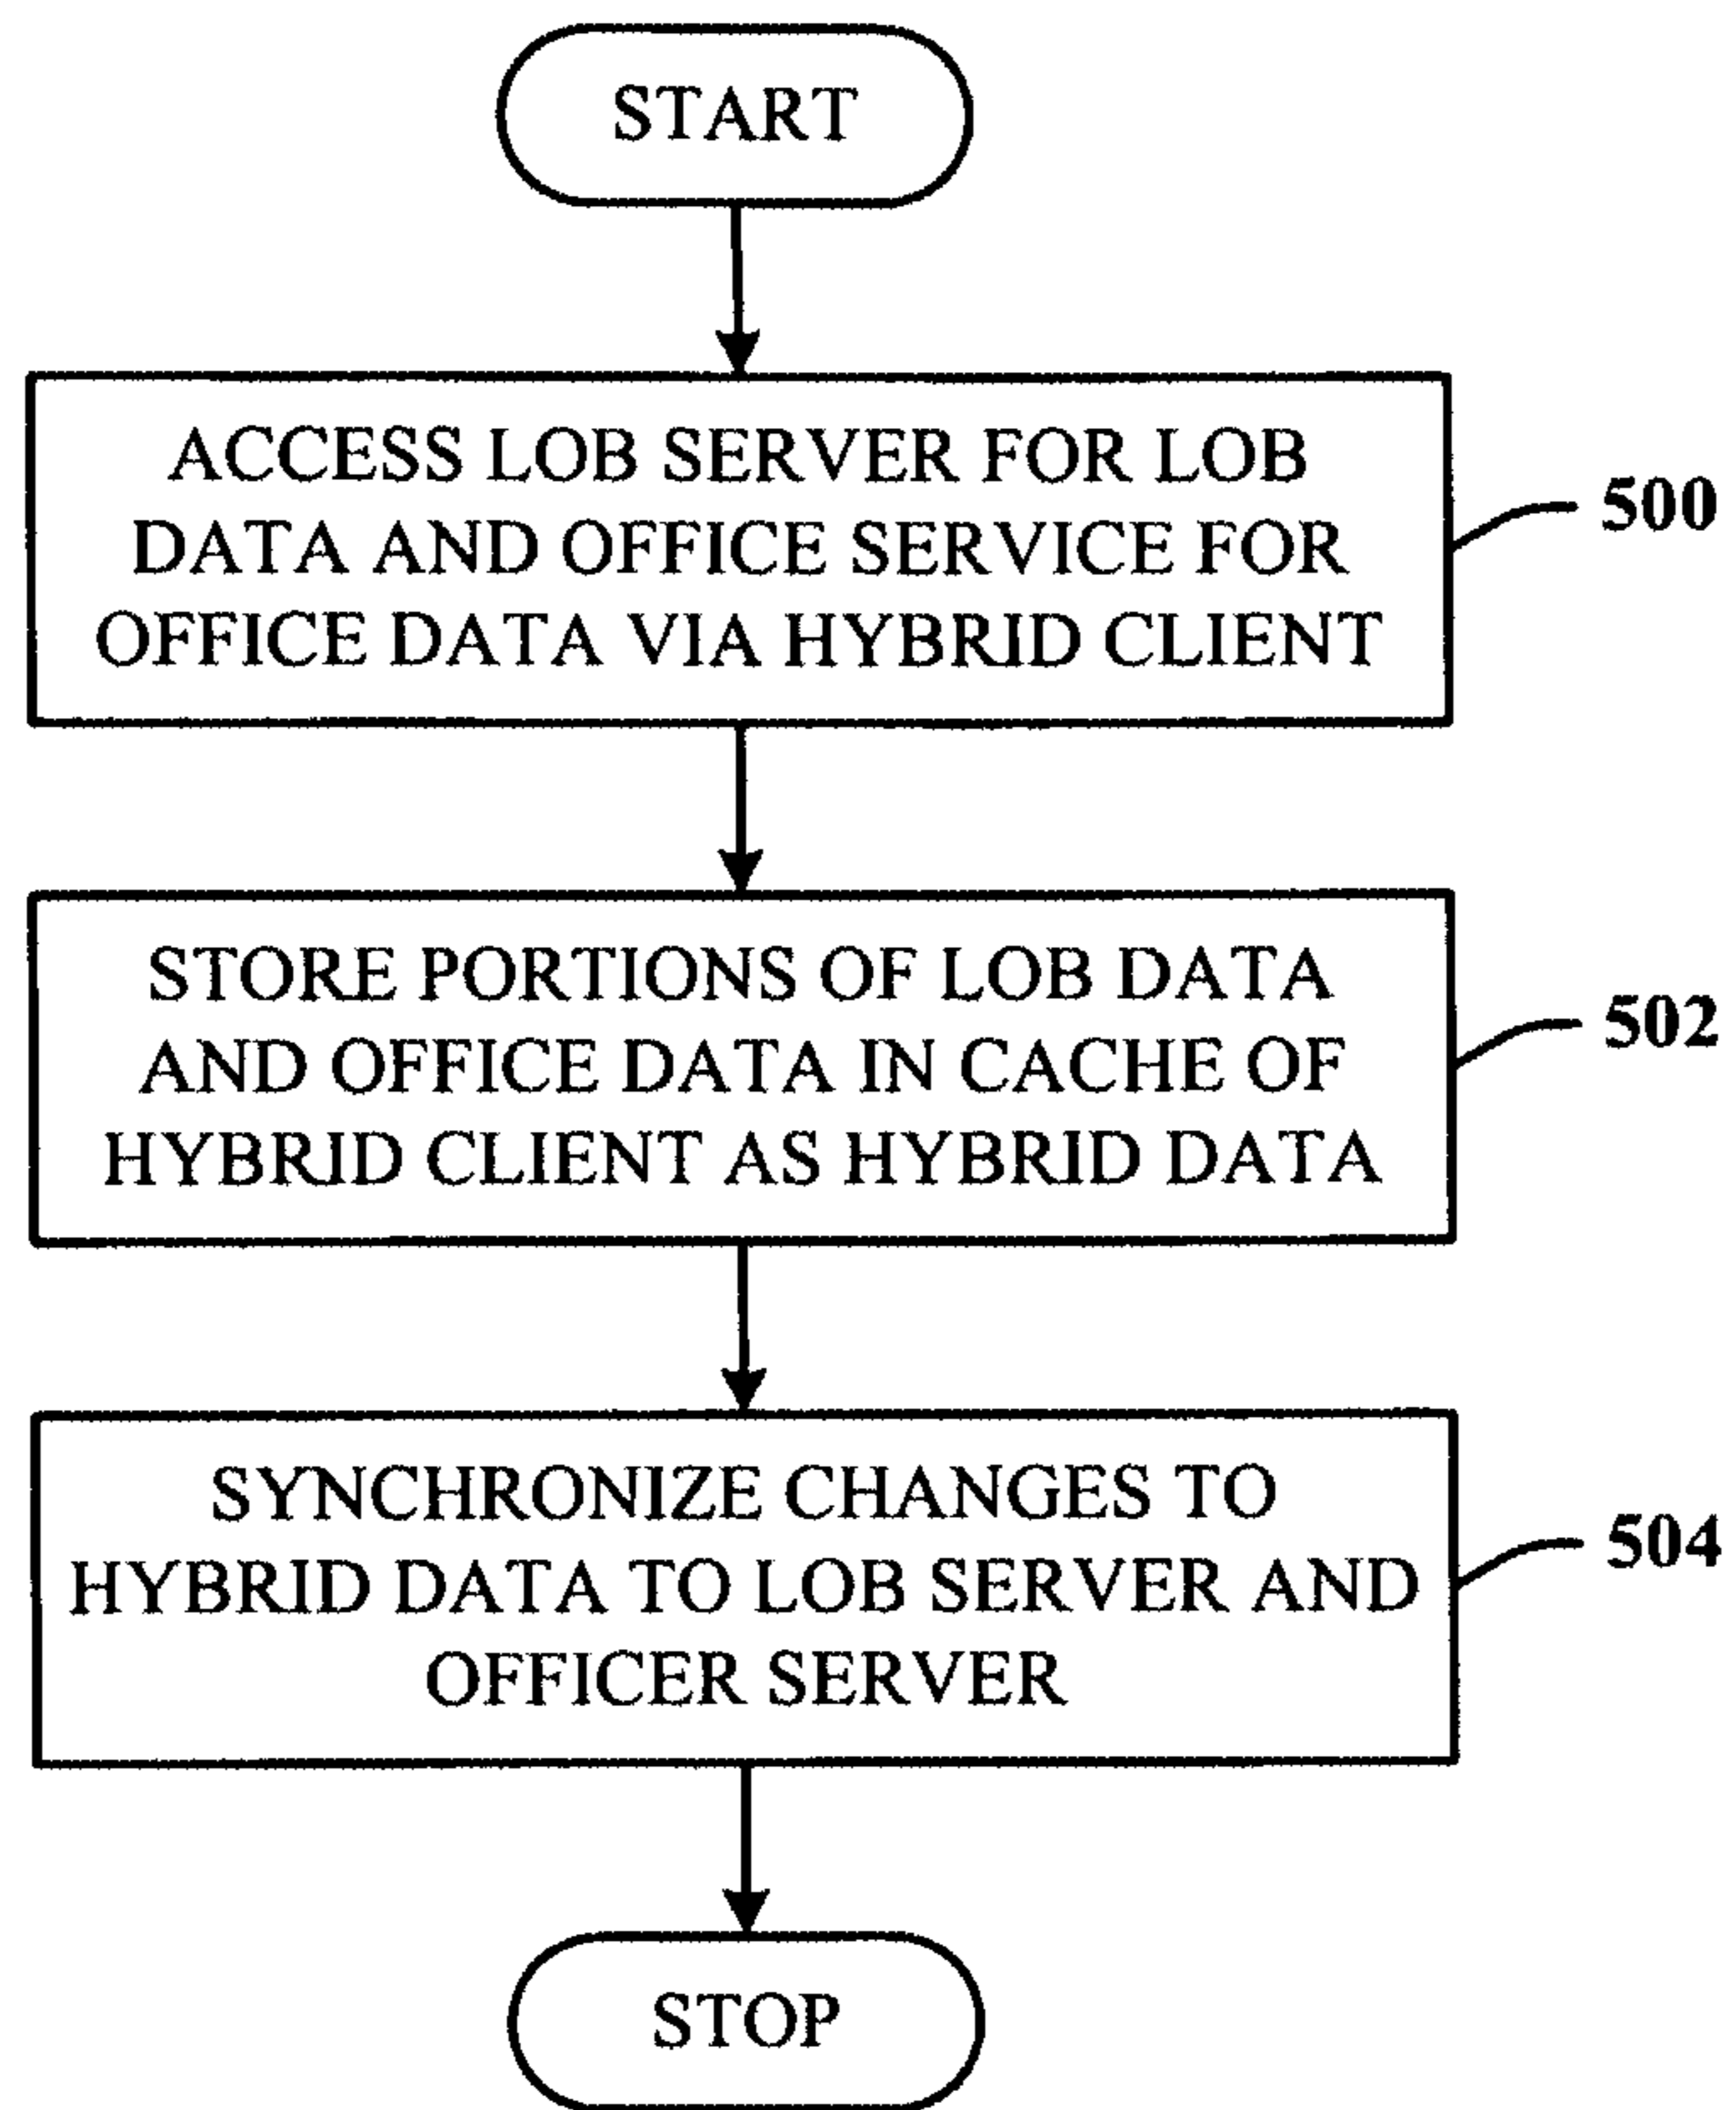 START
ACCESS LOB SERVER FOR LOB
DATA AND OFFICE SERVICE FOR
OFFICE DATA VIA HYBRID CLIENT
500
STORE PORTIONS OF LOB DATA
AND OFFICE DATA IN CACHE OF
HYBRID CLIENT AS HYBRID DATA
502
SYNCHRONIZE CHANGES TO
HYBRID DATA TO LOB SERVER AND
OFFICER SERVER
504
STOP